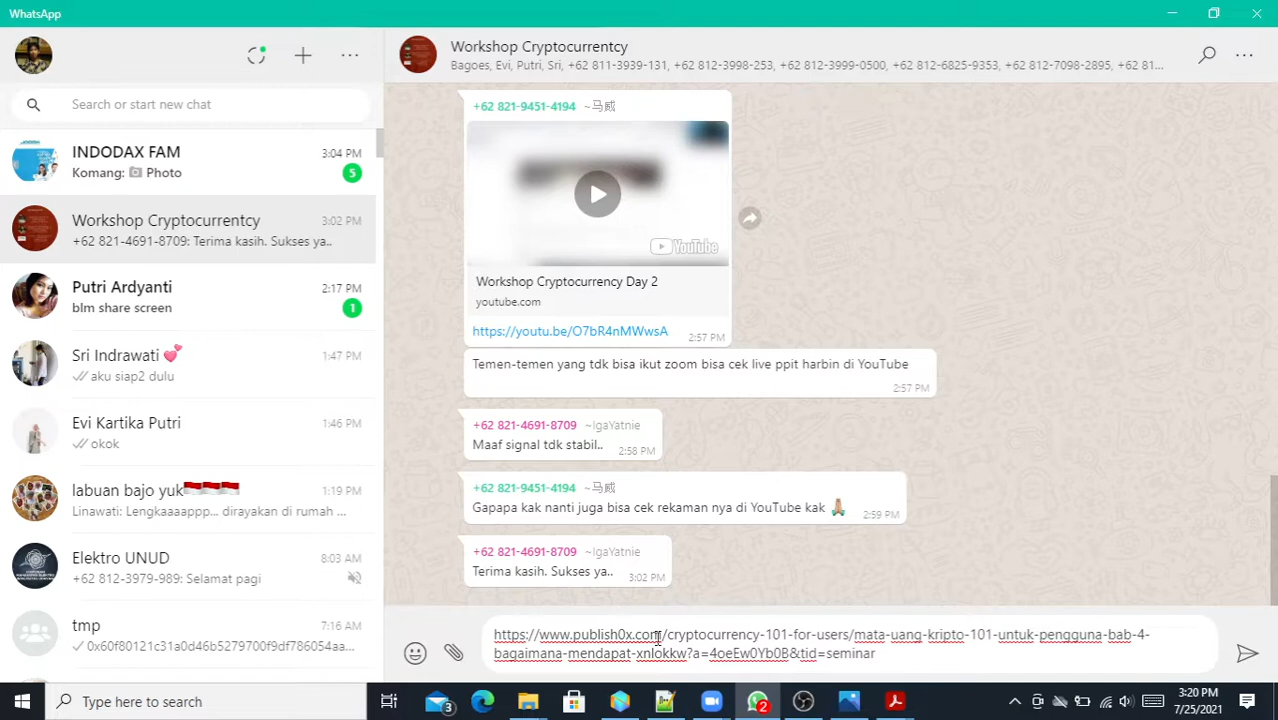 WhatsApp
Workshop Cryptocurrentcy
Bagoes, Evi, Putri, Sri, +62 811-3939-131, +62 812-3998-253, +62 812-3999-0500, +62 812-6825-9353, +62 812-7098-2895, +62 81...
Search or start new chat
INDODAX FAM 3:04 PM
Komang: Photo 5
Workshop Cryptocurrentcy 3:02 PM
+62 821-4691-8709: Terima kasih. Sukses ya..
Putri Ardyanti 2:17 PM
blm share screen 1
Sri Indrawati 💕 1:47 PM
aku siap2 dulu
Evi Kartika Putri 1:46 PM
okok
labuan bajo yuk🇮🇩🇮🇩🇮🇩 1:19 PM
Linawati: Lengkaaaappp... dirayakan di rumah ...
Elektro UNUD 8:03 AM
+62 812-3979-989: Selamat pagi
tmp 7:16 AM
0x60f80121c31a0d46b5279700f d786054aa...
+62 821-9451-4194 ~马威
YouTube
Workshop Cryptocurrency Day 2
youtube.com
https://youtu.be/O7bR4nMWwsA 2:57 PM
Temen-temen yang tdk bisa ikut zoom bisa cek live ppit harbin di YouTube
2:57 PM
+62 821-4691-8709 ~IgaYatnie
Maaf signal tdk stabil.. 2:58 PM
+62 821-9451-4194 ~马威
Gapapa kak nanti juga bisa cek rekaman nya di YouTube kak 🙏🏼 2:59 PM
+62 821-4691-8709 ~IgaYatnie
Terima kasih. Sukses ya.. 3:02 PM
https://www.publish0x.com/cryptocurrency-101-for-users/mata-uang-kripto-101-untuk-pengguna-bab-4-
bagaimana-mendapat-xnlokkw?a=4oeEw0Yb0B&tid=seminar
Type here to search
3
2
3:20 PM
7/25/2021